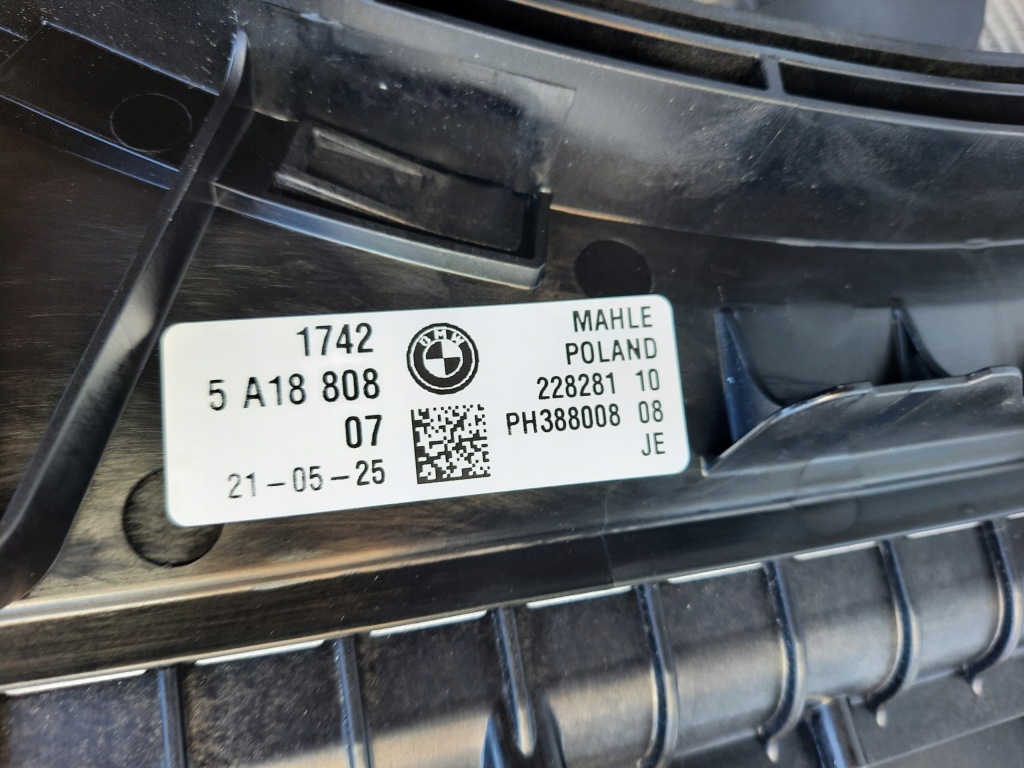 1742
5 A18 808
07
21-05-25
BMW
MAHLE
POLAND
228281 10
PH388008 08
JE